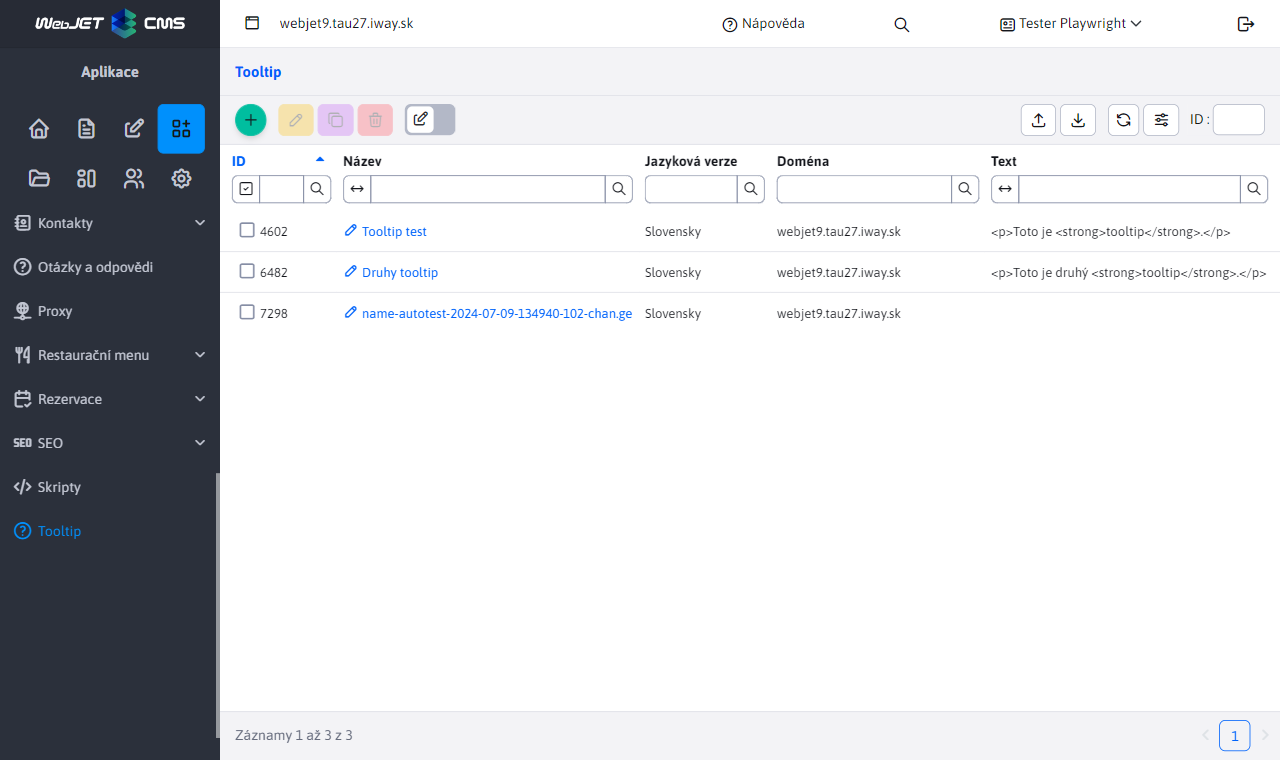 WebJET CMS
webjet9.tau27.iway.sk
Nápověda
Tester Playwright
Aplikace
Tooltip
ID :
ID
Název
Jazyková verze
Doména
Text
4602
Tooltip test
Slovensky
webjet9.tau27.iway.sk
<p>Toto je <strong>tooltip</strong>.</p>
6482
Druhy tooltip
Slovensky
webjet9.tau27.iway.sk
<p>Toto je druhý <strong>tooltip</strong>.</p>
7298
name-autotest-2024-07-09-134940-102-chan.ge
Slovensky
webjet9.tau27.iway.sk
Kontakty
Otázky a odpovědi
Proxy
Restaurační menu
Rezervace
SEO SEO
Skripty
Tooltip
Záznamy 1 až 3 z 3
1